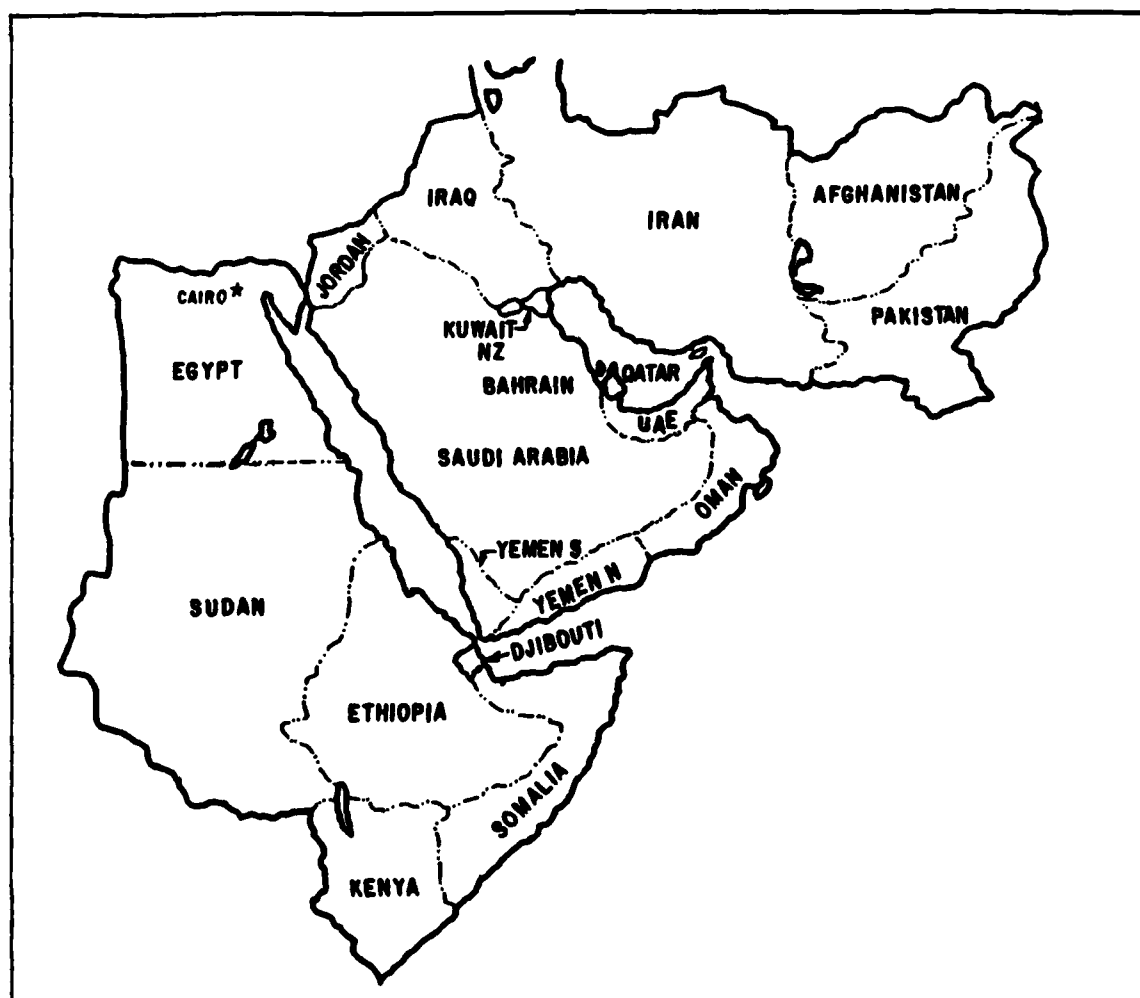 IRAQ
IRAN
AFGHANISTAN
JORDAN
CAIRO*
KUWAIT
NZ
PAKISTAN
EGYPT
BAHRAIN
QATAR
UAE
SAUDI ARABIA
OMAN
YEMEN S
YEMEN N
SUDAN
DJIBOUTI
ETHIOPIA
SOMALIA
KENYA